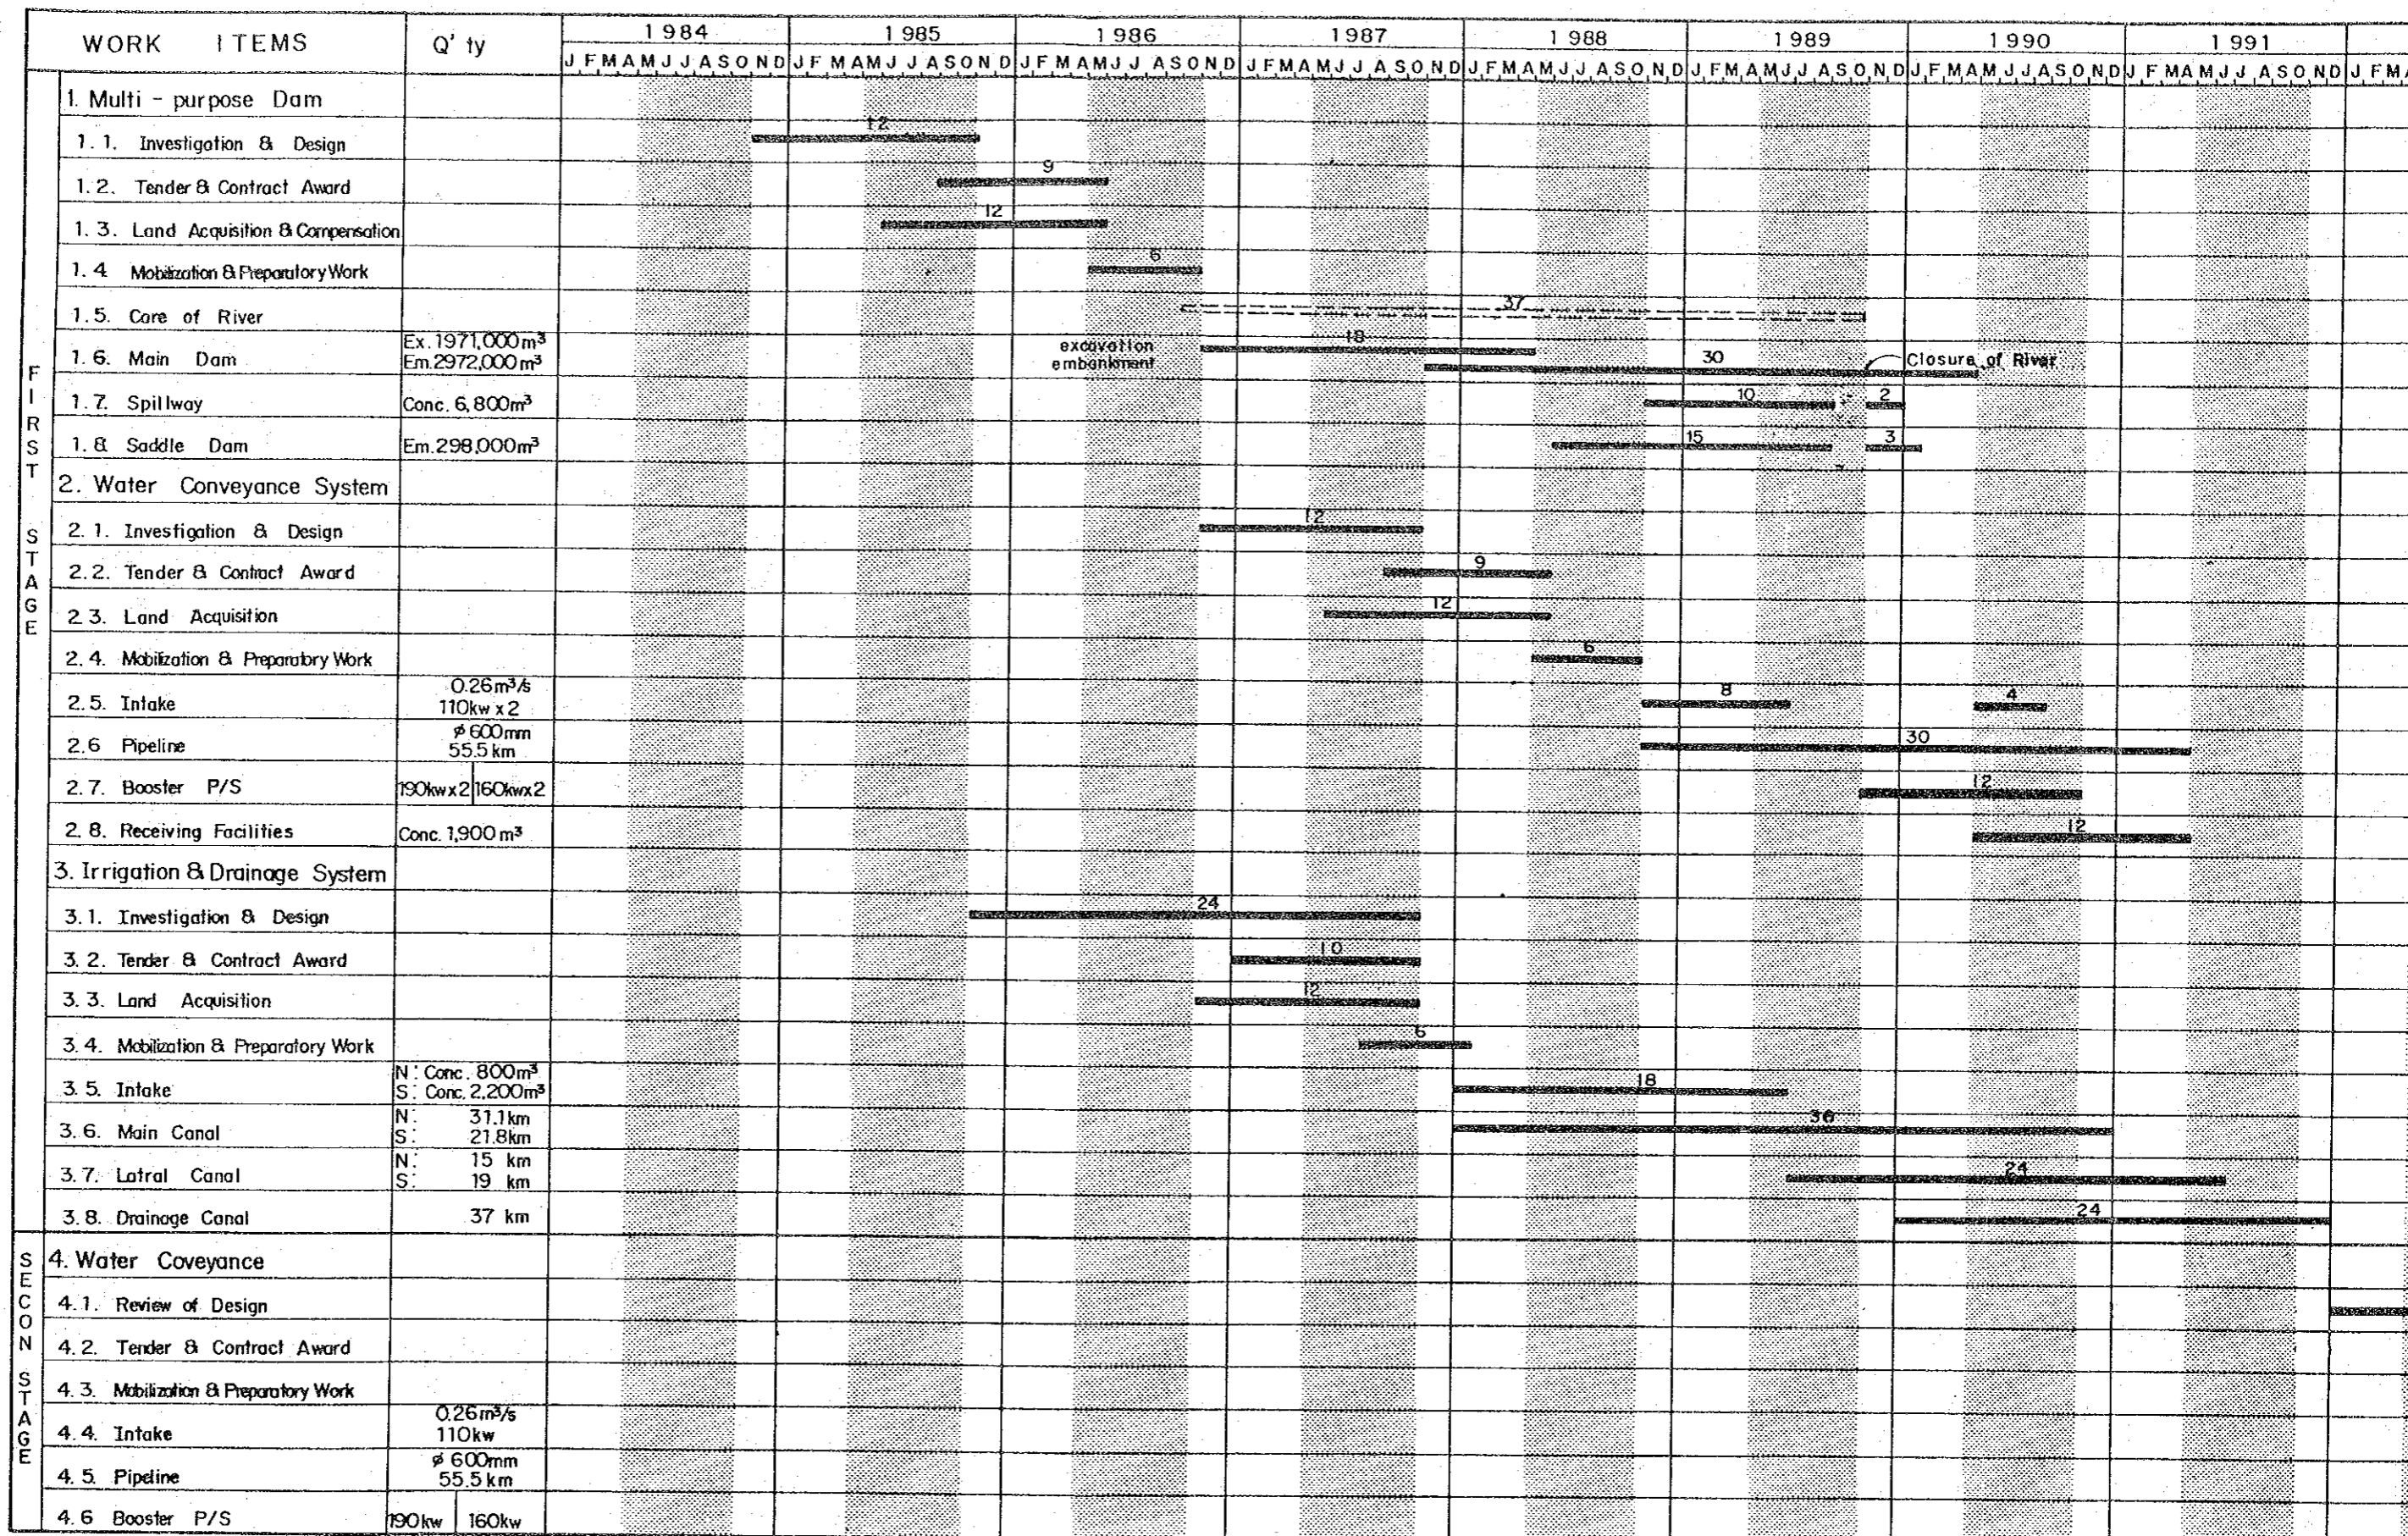 WORK ITEMS Q' ty 1984 1985 1986 1987 1988 1989 1990 1991
J F M A M J J A S O N D J F M A M J J A S O N D J F M A M J J A S O N D J F M A M J J A S O N D J F M A M J J A S O N D J F M A M J J A S O N D J F M A M J J A S O N D J F M A M J J A S O N D J F M A
FIRST STAGE
1. Multi - purpose Dam
1. 1. Investigation & Design 12
1. 2. Tender & Contract Award 9
1. 3. Land Acquisition & Compensation 12
1. 4 Mobilization & Preparatory Work 6
1. 5. Care of River 37
1. 6. Main Dam Ex. 1971,000m³ excavation 18
Em. 2972,000m³ embankment 30 Closure of River
1. 7. Spillway Conc. 6,800m³ 10 2
1. 8. Saddle Dam Em. 298,000m³ 15 3
2. Water Conveyance System
2. 1. Investigation & Design 12
2. 2. Tender & Contract Award 9
2 3. Land Acquisition 12
2. 4. Mobilization & Preparatory Work 6
2. 5. Intake 0.26m³/s 8 4
110kw x 2
2.6 Pipeline ø 600mm 30
55.5 km
2. 7. Booster P/S 190kwx2 160kwx2 12
2. 8. Receiving Facilities Conc. 1,900 m³ 12
3. Irrigation & Drainage System
3. 1. Investigation & Design 24
3. 2. Tender & Contract Award 10
3. 3. Land Acquisition 12
3. 4. Mobilization & Preparatory Work 6
3. 5. Intake N: Conc. 800m³ 18
S: Conc. 2,200m³
3. 6. Main Canal N: 31.1km 36
S: 21.8km
3. 7. Latral Canal N: 15 km 24
S: 19 km
3. 8. Drainage Canal 37 km 24
SECON STAGE
4. Water Coveyance
4. 1. Review of Design
4. 2. Tender & Contract Award
4. 3. Mobilization & Preparatory Work
4. 4. Intake 0.26m³/s
110kw
4. 5. Pipeline ø 600mm
55.5 km
4. 6 Booster P/S 190kw 160kw